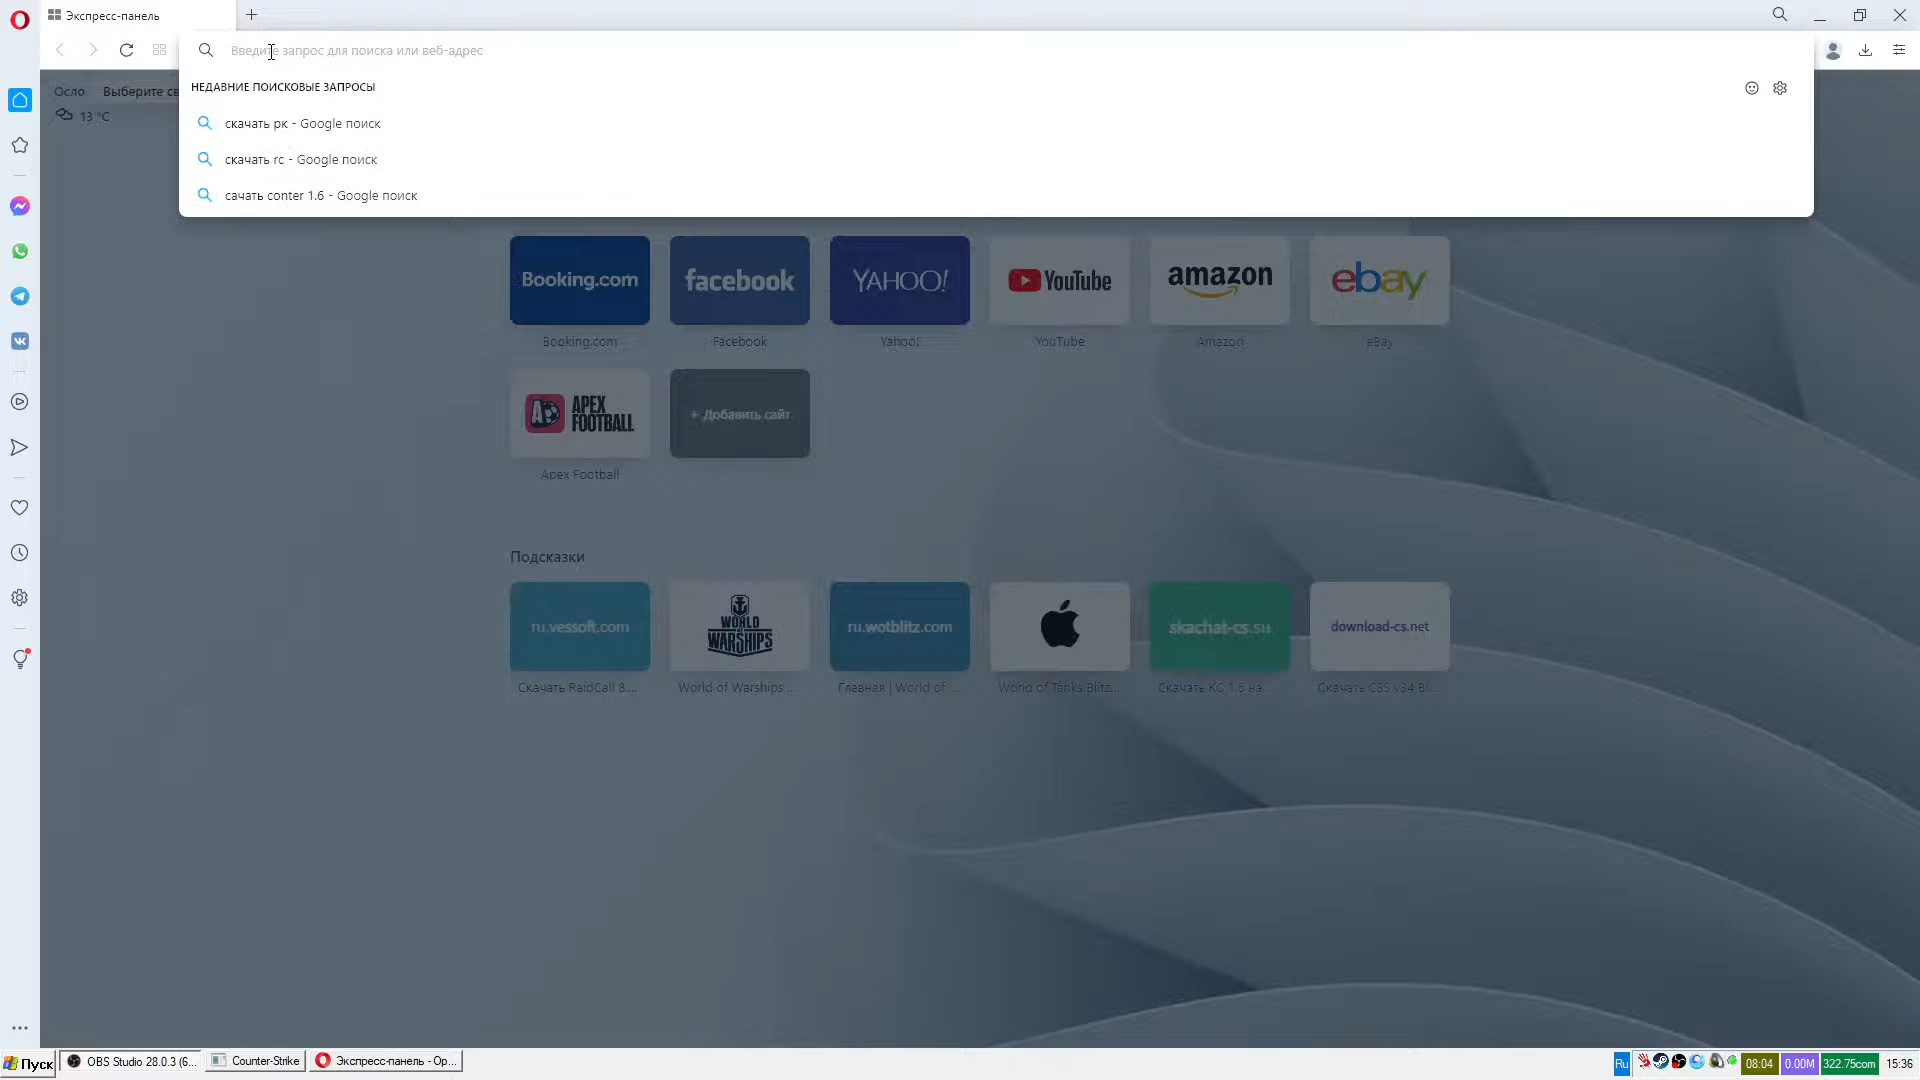 Экспресс-панель
Введите запрос для поиска или веб-адрес
НЕДАВНИЕ ПОИСКОВЫЕ ЗАПРОСЫ
скачать рк - Google поиск
скачать rc - Google поиск
сачать conter 1.6 - Google поиск
Осло Выберите св
13 °C
Booking.com facebook YAHOO! YouTube amazon ebay
Booking.com Facebook Yahoo! YouTube Amazon eBay
APEX FOOTBALL + Добавить сайт
Apex Football
Подсказки
ru.vessoft.com WORLD OF WARSHIPS ru.wotblitz.com skachat-cs.su download-cs.net
Скачать RaidCall 8.... World of Warships ... Главная | World of ... World of Tanks Blitz... Скачать КС 1.6 на... Скачать CSS v34 Bl...
Пуск OBS Studio 28.0.3 (6... Counter-Strike Экспресс-панель - Op... Ru 08:04 0.00M 322.75com 15:36